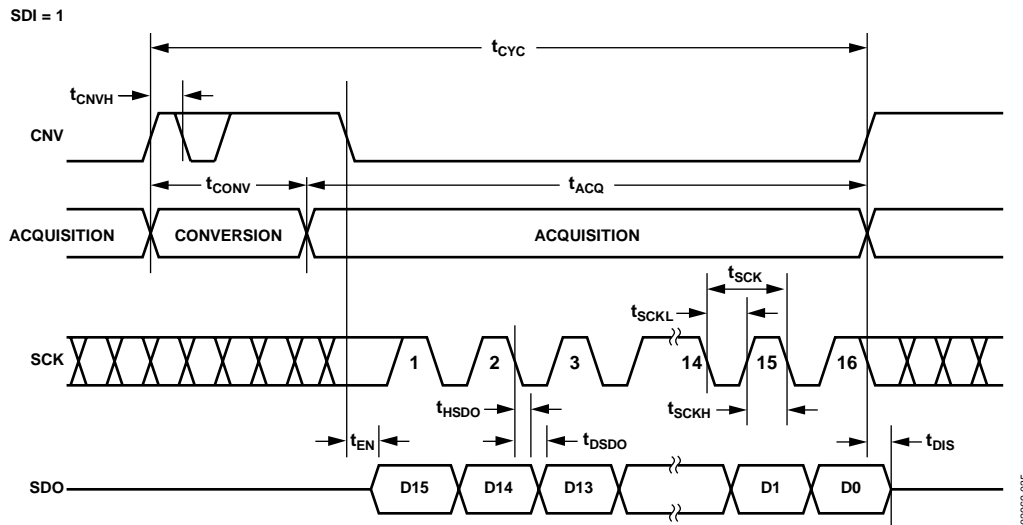 SDI = 1
tCYC
tCNVH
CNV
tCONV
tACQ
ACQUISITION
CONVERSION
ACQUISITION
tSCK
tSCKL
SCK
1
2
3
14
15
16
tHSDO
tSCKH
tEN
tDSDO
tDIS
SDO
D15
D14
D13
D1
D0